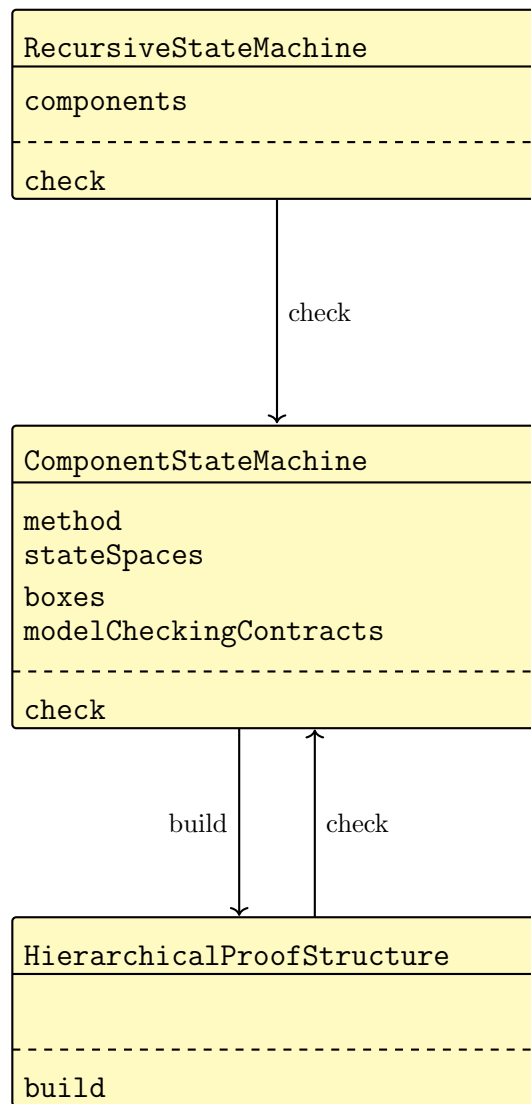 RecursiveStateMachine
components
check
check
ComponentStateMachine
method
stateSpaces
boxes
modelCheckingContracts
check
build
check
HierarchicalProofStructure
build